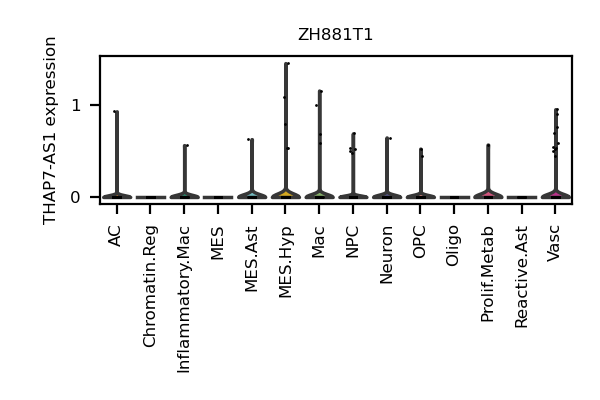 ZH881T1
THAP7-AS1 expression
1
0
AC
Chromatin.Reg
Inflammatory.Mac
MES
MES.Ast
MES.Hyp
Mac
NPC
Neuron
OPC
Oligo
Prolif.Metab
Reactive.Ast
Vasc